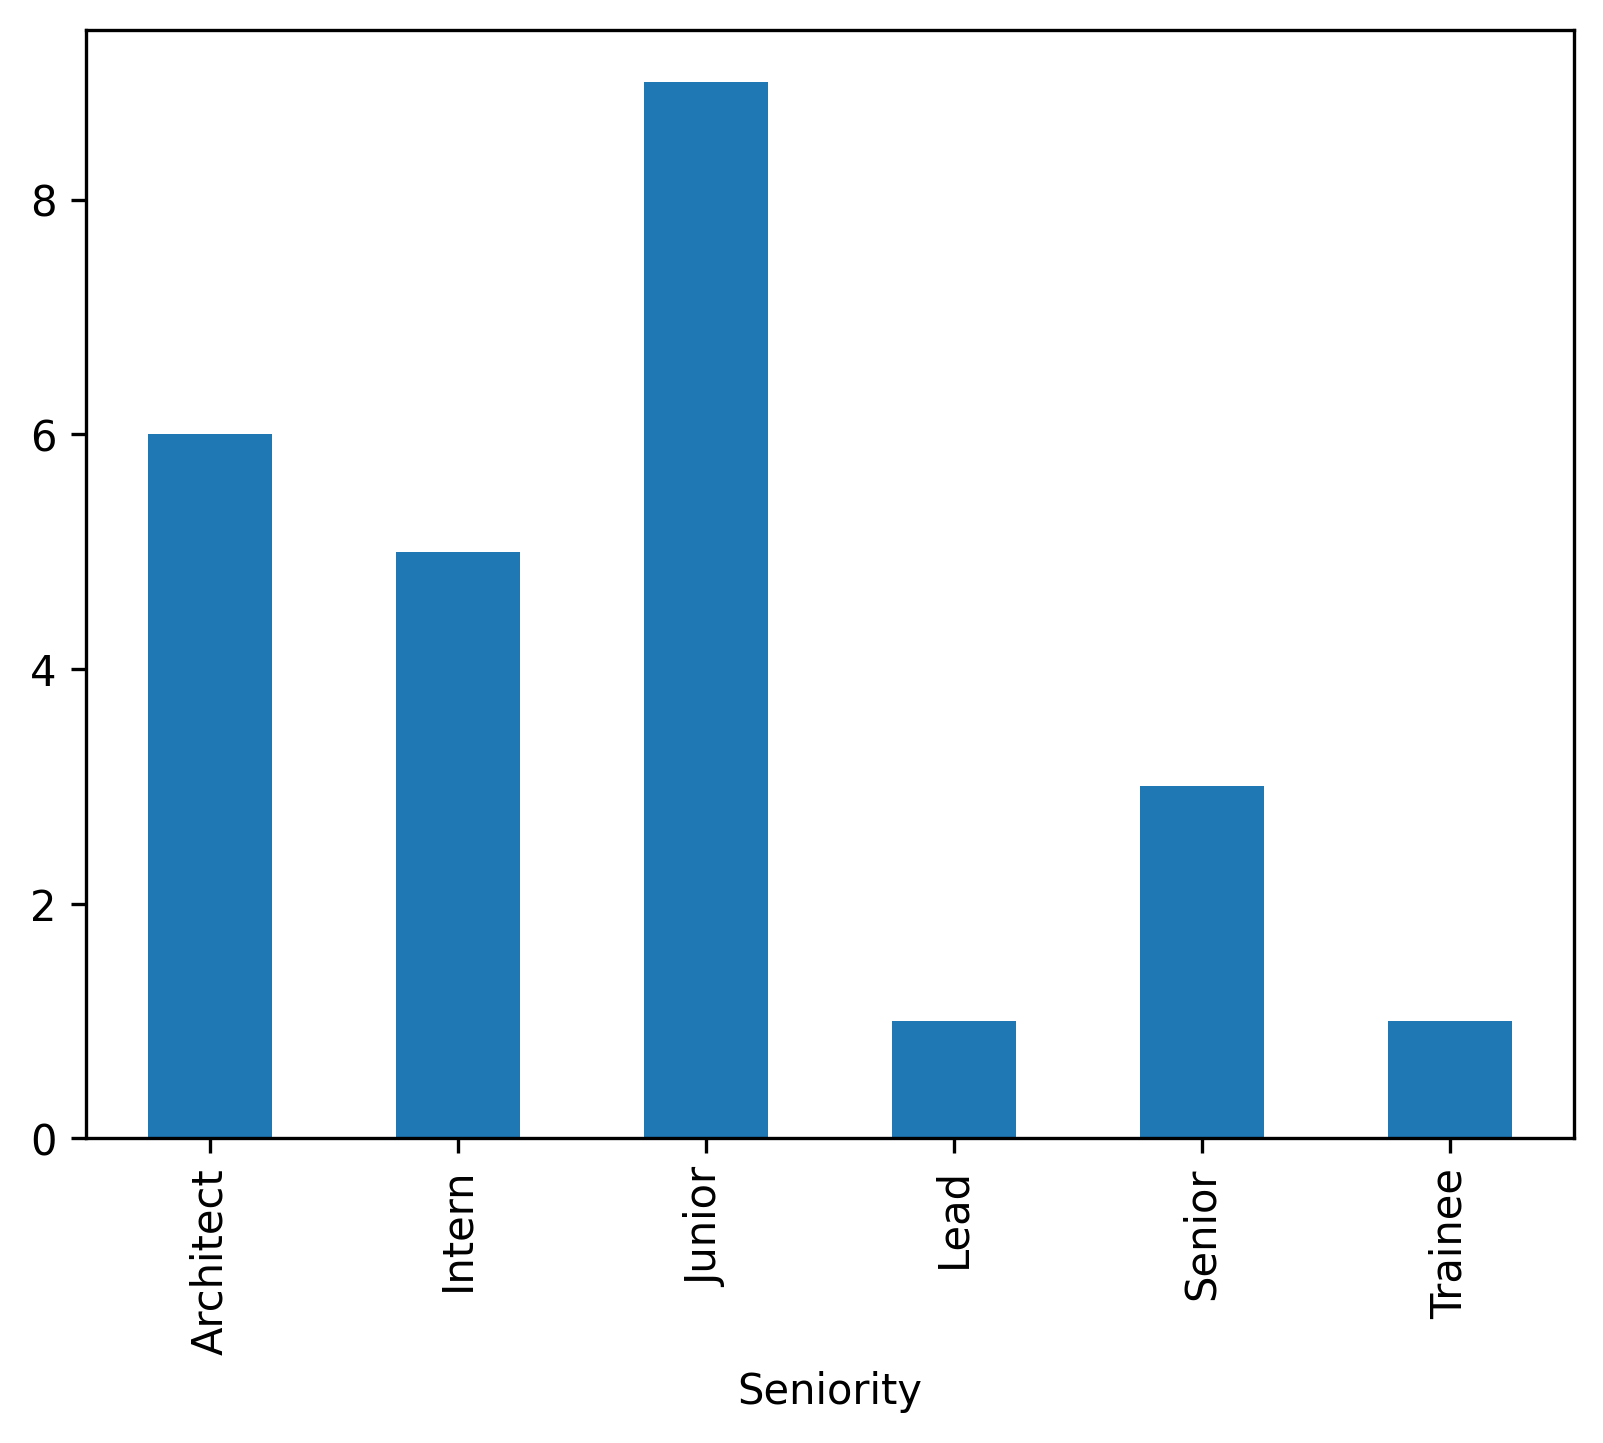 8
6
4
2
0
Architect
Intern
Junior
Lead
Senior
Trainee
Seniority